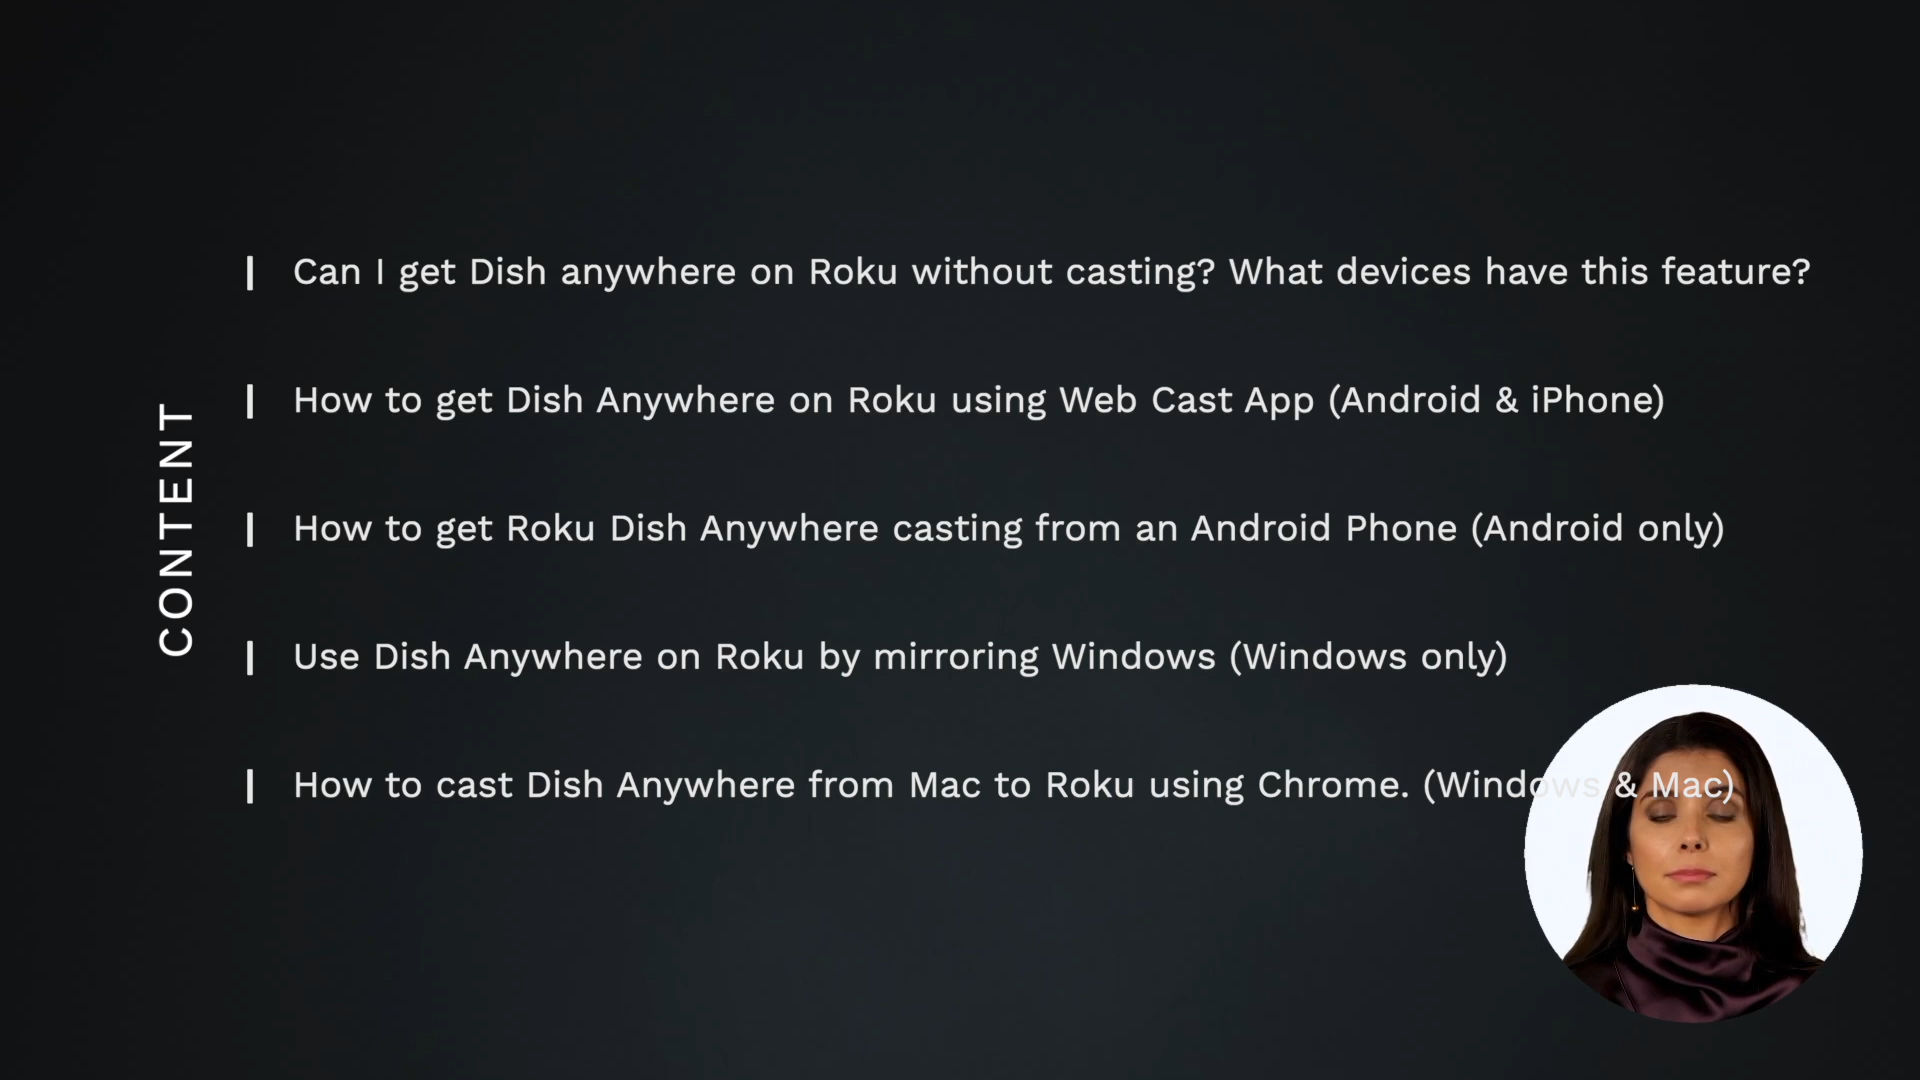 CONTENT
Can I get Dish anywhere on Roku without casting? What devices have this feature?
How to get Dish Anywhere on Roku using Web Cast App (Android & iPhone)
How to get Roku Dish Anywhere casting from an Android Phone (Android only)
Use Dish Anywhere on Roku by mirroring Windows (Windows only)
How to cast Dish Anywhere from Mac to Roku using Chrome. (Windows & Mac)